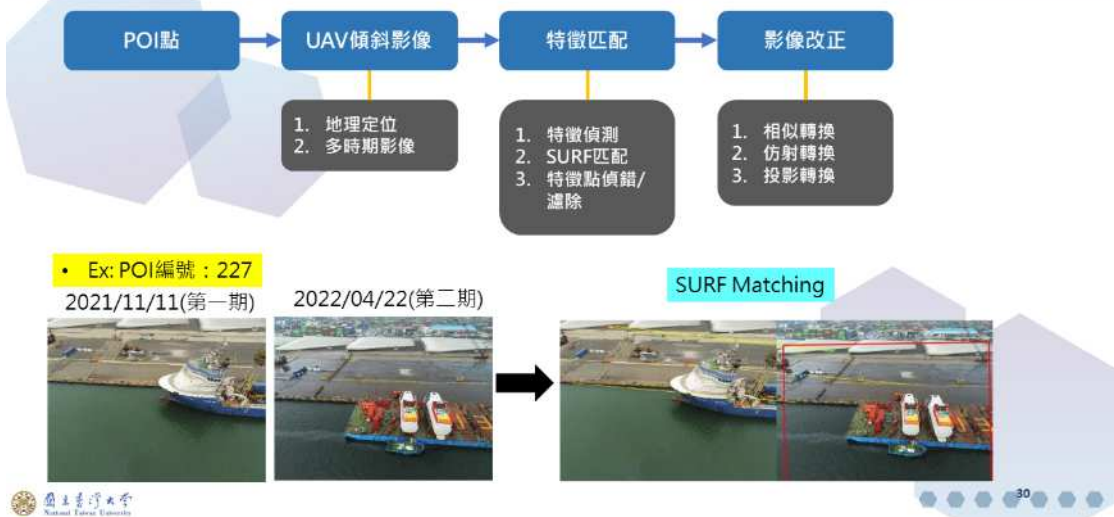 POI點
UAV傾斜影像
特徵匹配
影像改正
1. 地理定位
2. 多時期影像
1. 特徵偵測
2. SURF匹配
3. 特徵點偵錯/
濾除
1. 相似轉換
2. 仿射轉換
3. 投影轉換
• Ex: POI編號：227
2021/11/11(第一期)
2022/04/22(第二期)
SURF Matching
國立臺灣大學
National Taiwan University
30